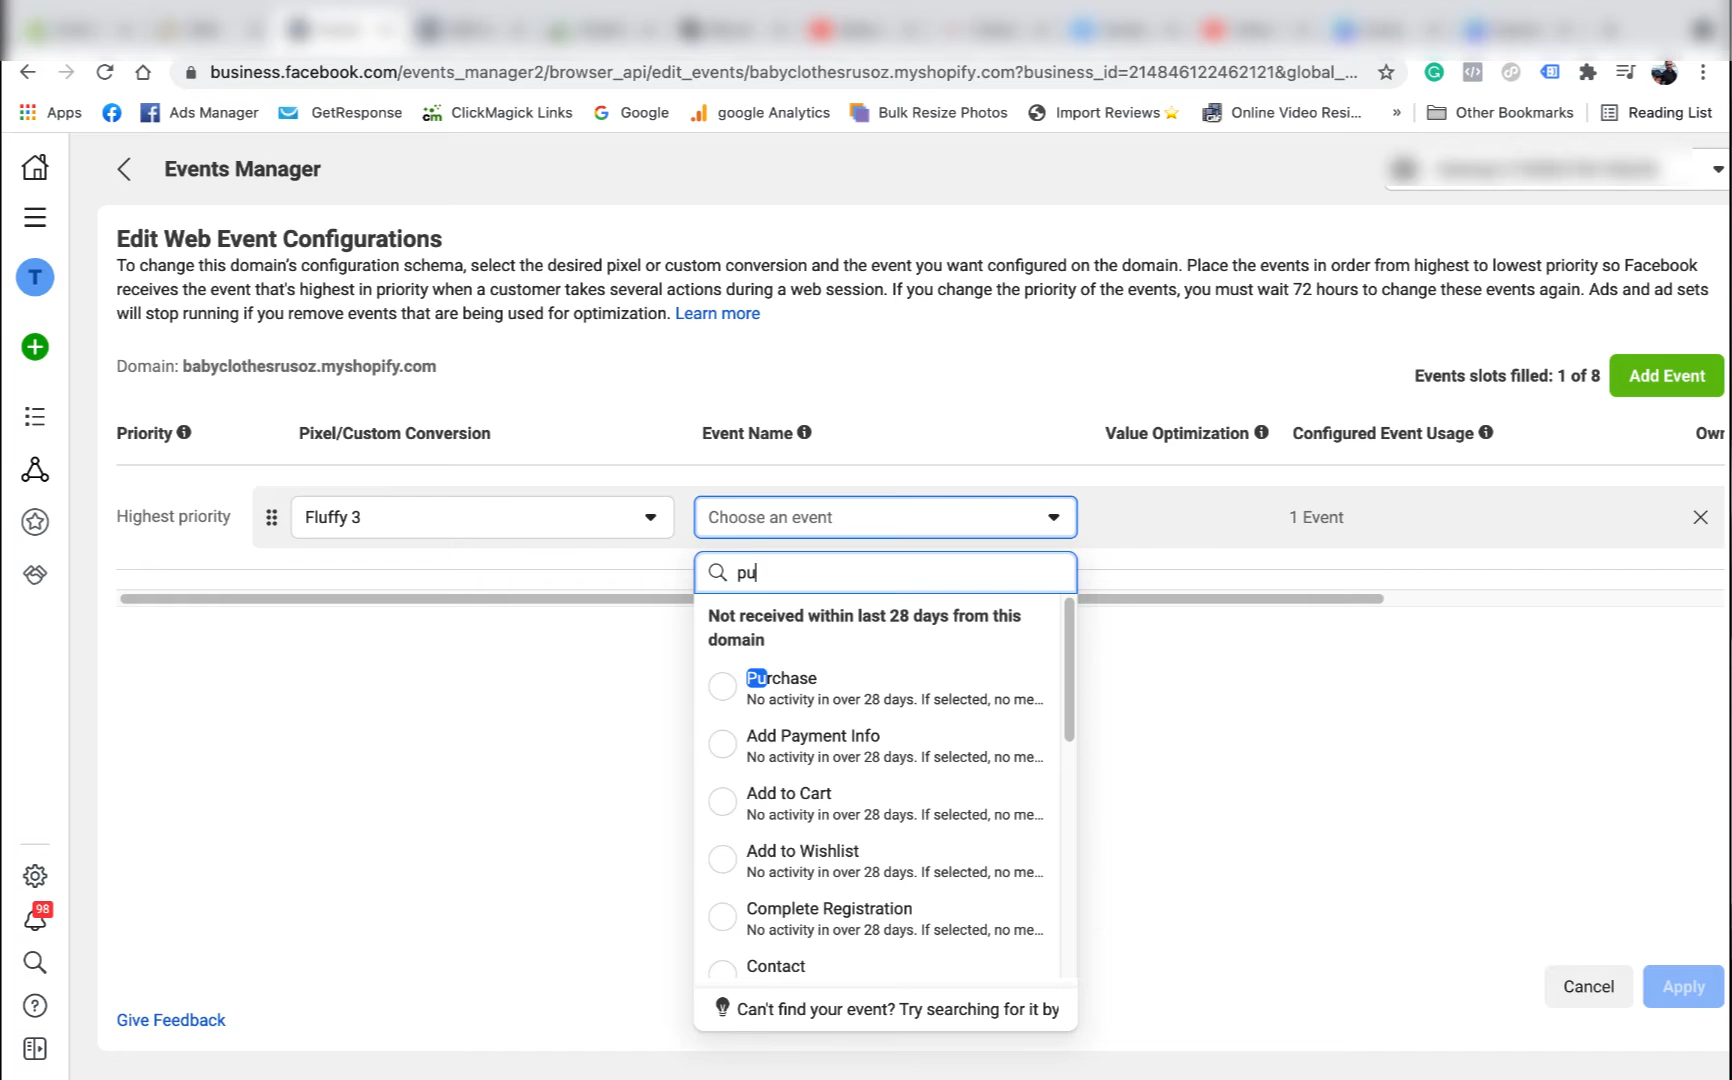 business.facebook.com/events_manager2/browser_api/edit_events/babyclothesrusoz.myshopify.com?business_id=214846122462121&global_...
Apps
Ads Manager
GetResponse
cm
ClickMagick Links
G
Google
google Analytics
Bulk Resize Photos
Import Reviews
Online Video Resi...
»
Other Bookmarks
Reading List
Events Manager
Edit Web Event Configurations
To change this domain's configuration schema, select the desired pixel or custom conversion and the event you want configured on the domain. Place the events in order from highest to lowest priority so Facebook
receives the event that's highest in priority when a customer takes several actions during a web session. If you change the priority of the events, you must wait 72 hours to change these events again. Ads and ad sets
will stop running if you remove events that are being used for optimization. Learn more
T
Domain: babyclothesrusoz.myshopify.com
Events slots filled: 1 of 8
Add Event
Priority
Pixel/Custom Conversion
Event Name
Value Optimization
Configured Event Usage
Owr
Highest priority
Fluffy 3
Choose an event
1 Event
pu
Not received within last 28 days from this
domain
Purchase
No activity in over 28 days. If selected, no me...
Add Payment Info
No activity in over 28 days. If selected, no me...
Add to Cart
No activity in over 28 days. If selected, no me...
Add to Wishlist
No activity in over 28 days. If selected, no me...
Complete Registration
No activity in over 28 days. If selected, no me...
Contact
Can't find your event? Try searching for it by
98
Cancel
Apply
Give Feedback